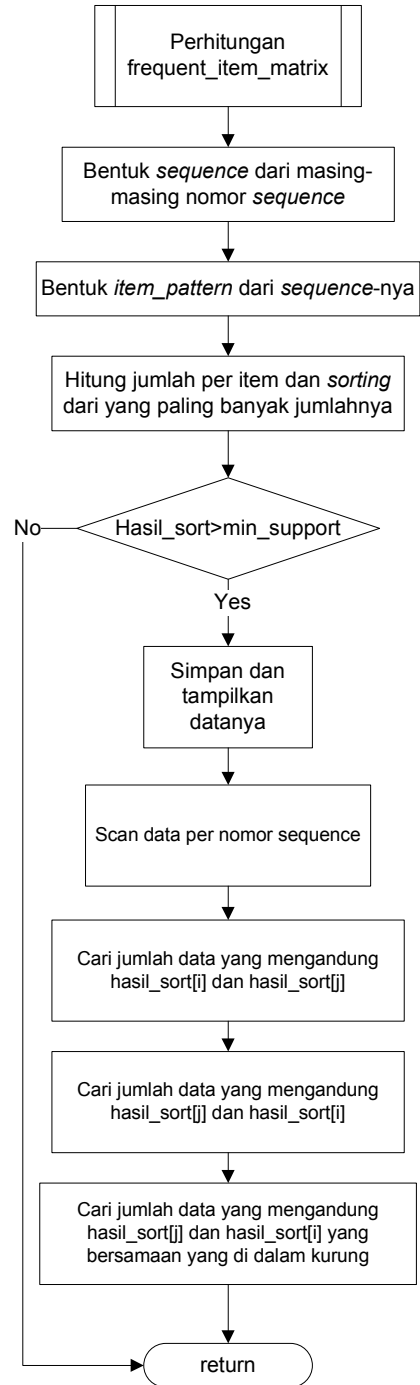 Perhitungan
frequent_item_matrix
Bentuk sequence dari masing-
masing nomor sequence
Bentuk item_pattern dari sequence-nya
Hitung jumlah per item dan sorting
dari yang paling banyak jumlahnya
Hasil_sort>min_support
No
Yes
Simpan dan
tampilkan
datanya
Scan data per nomor sequence
Cari jumlah data yang mengandung
hasil_sort[i] dan hasil_sort[j]
Cari jumlah data yang mengandung
hasil_sort[j] dan hasil_sort[i]
Cari jumlah data yang mengandung
hasil_sort[j] dan hasil_sort[i] yang
bersamaan yang di dalam kurung
return